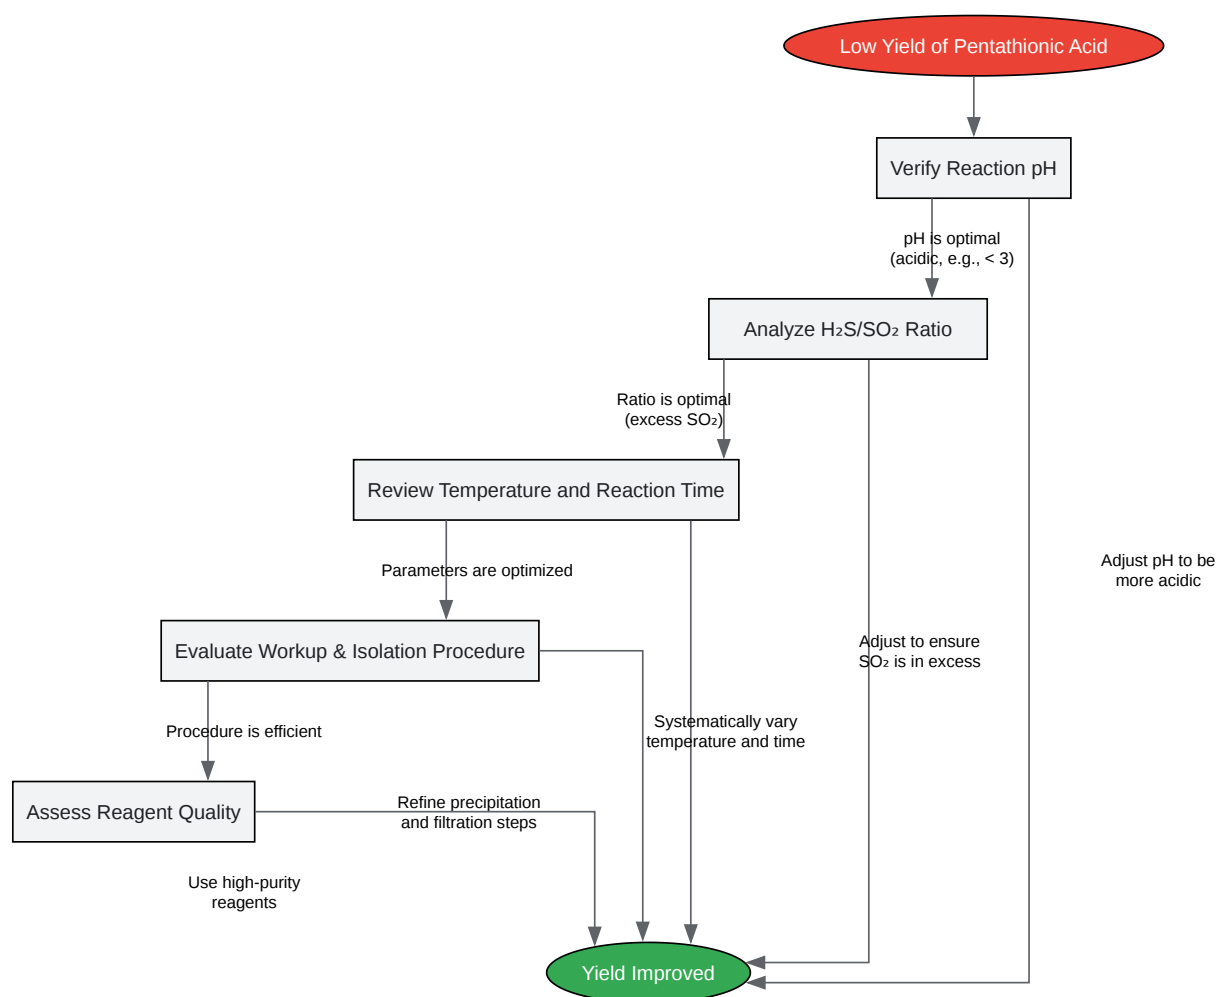 Low Yield of Pentathionic Acid
Verify Reaction pH
pH is optimal
(acidic, e.g., < 3)
Analyze H₂S/SO₂ Ratio
Ratio is optimal
(excess SO₂)
Review Temperature and Reaction Time
Adjust pH to be
more acidic
Parameters are optimized
Adjust to ensure
SO₂ is in excess
Evaluate Workup & Isolation Procedure
Systematically vary
temperature and time
Procedure is efficient
Refine precipitation
and filtration steps
Assess Reagent Quality
Use high-purity
reagents
Yield Improved